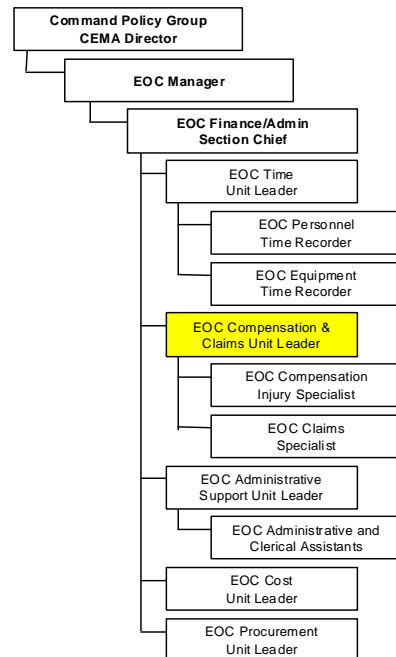 Command Policy Group
CEMA Director
EOC Manager
EOC Finance/Admin
Section Chief
EOC Time
Unit Leader
EOC Personnel
Time Recorder
EOC Equipment
Time Recorder
EOC Compensation &
Claims Unit Leader
EOC Compensation
Injury Specialist
EOC Claims
Specialist
EOC Administrative
Support Unit Leader
EOC Administrative and
Clerical Assistants
EOC Cost
Unit Leader
EOC Procurement
Unit Leader